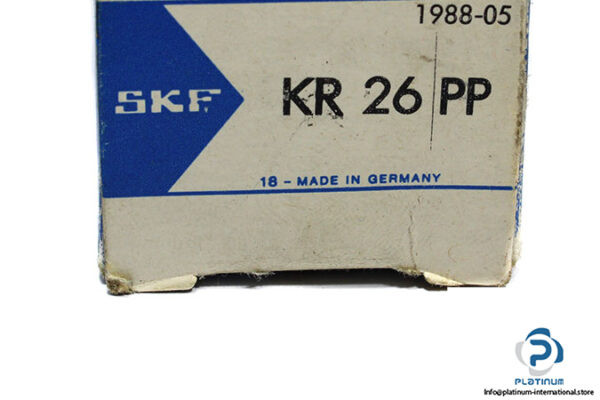 1988-05
SKF
KR 26 PP
18 - MADE IN GERMANY
P
PLATINUM
Info@platinum-international.store